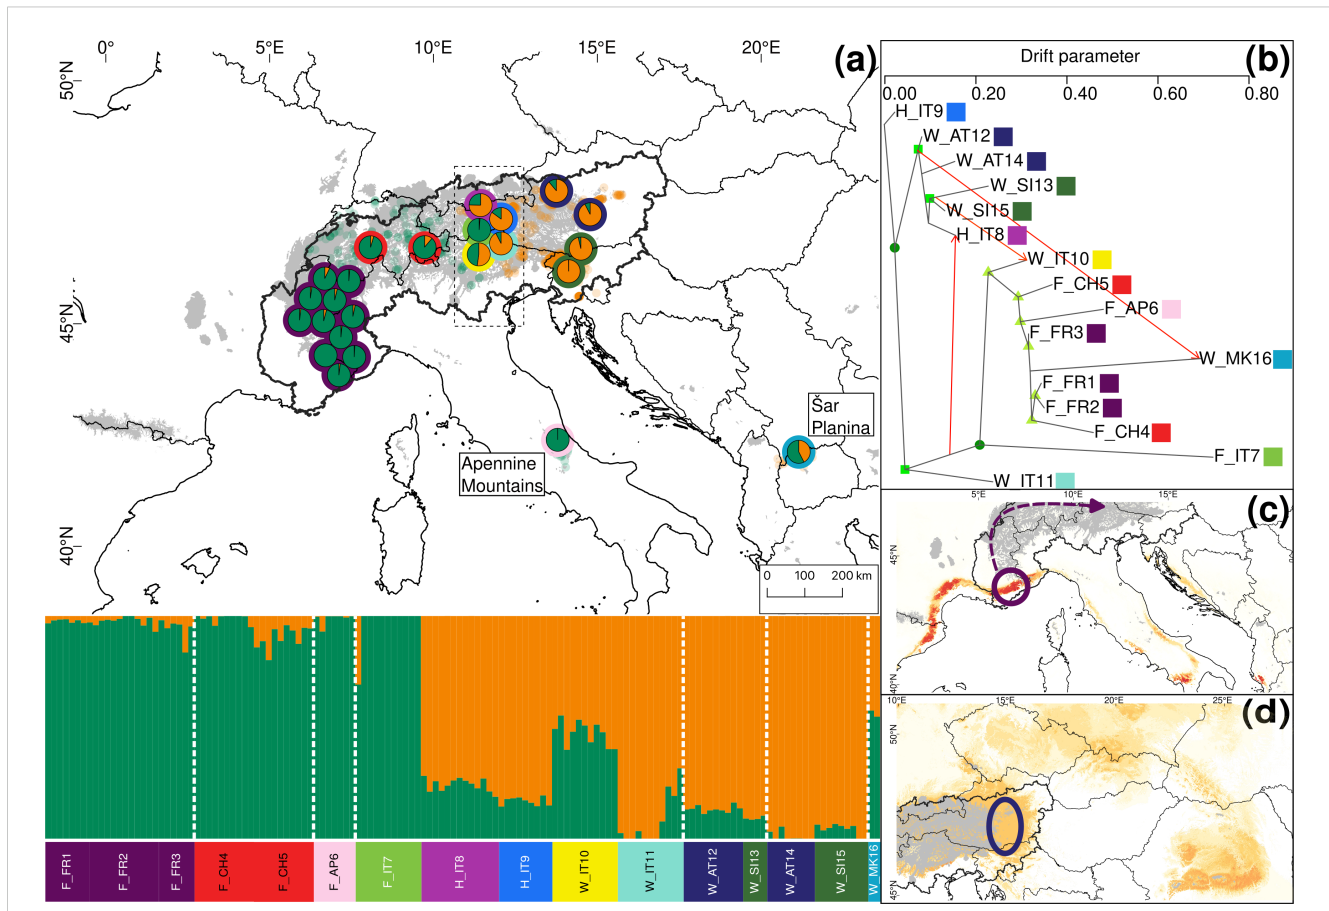 0°
5°E
10°E
15°E
20°E
(a)
50°N
45°N
40°N
Šar
Planina
Apennine
Mountains
0 100 200 km
F_FR1
F_FR2
F_FR3
F_CH4
F_CH5
F_AP6
F_IT7
H_IT8
H_IT9
W_IT10
W_IT11
W_AT12
W_SI13
W_AT14
W_SI15
W_MK16
Drift parameter
(b)
0.00 0.20 0.40 0.60 0.80
H_IT9
W_AT12
W_AT14
W_SI13
W_SI15
H_IT8
W_IT10
F_CH5
F_AP6
F_FR3
W_MK16
F_FR1
F_FR2
F_CH4
F_IT7
W_IT11
5°E
10°E
15°E
(c)
45°N
40°N
10°E
15°E
20°E
25°E
(d)
50°N
45°N